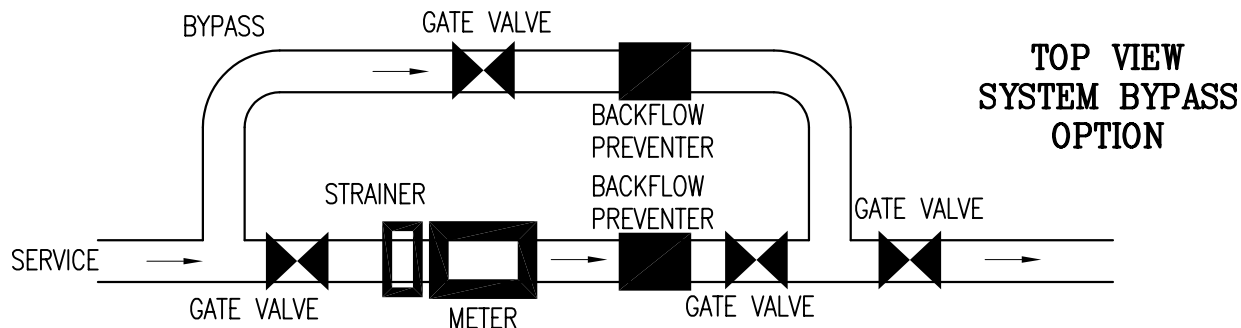 BYPASS
GATE VALVE
TOP VIEW
SYSTEM BYPASS
OPTION
BACKFLOW
PREVENTER
STRAINER
BACKFLOW
PREVENTER
GATE VALVE
SERVICE
GATE VALVE
METER
GATE VALVE